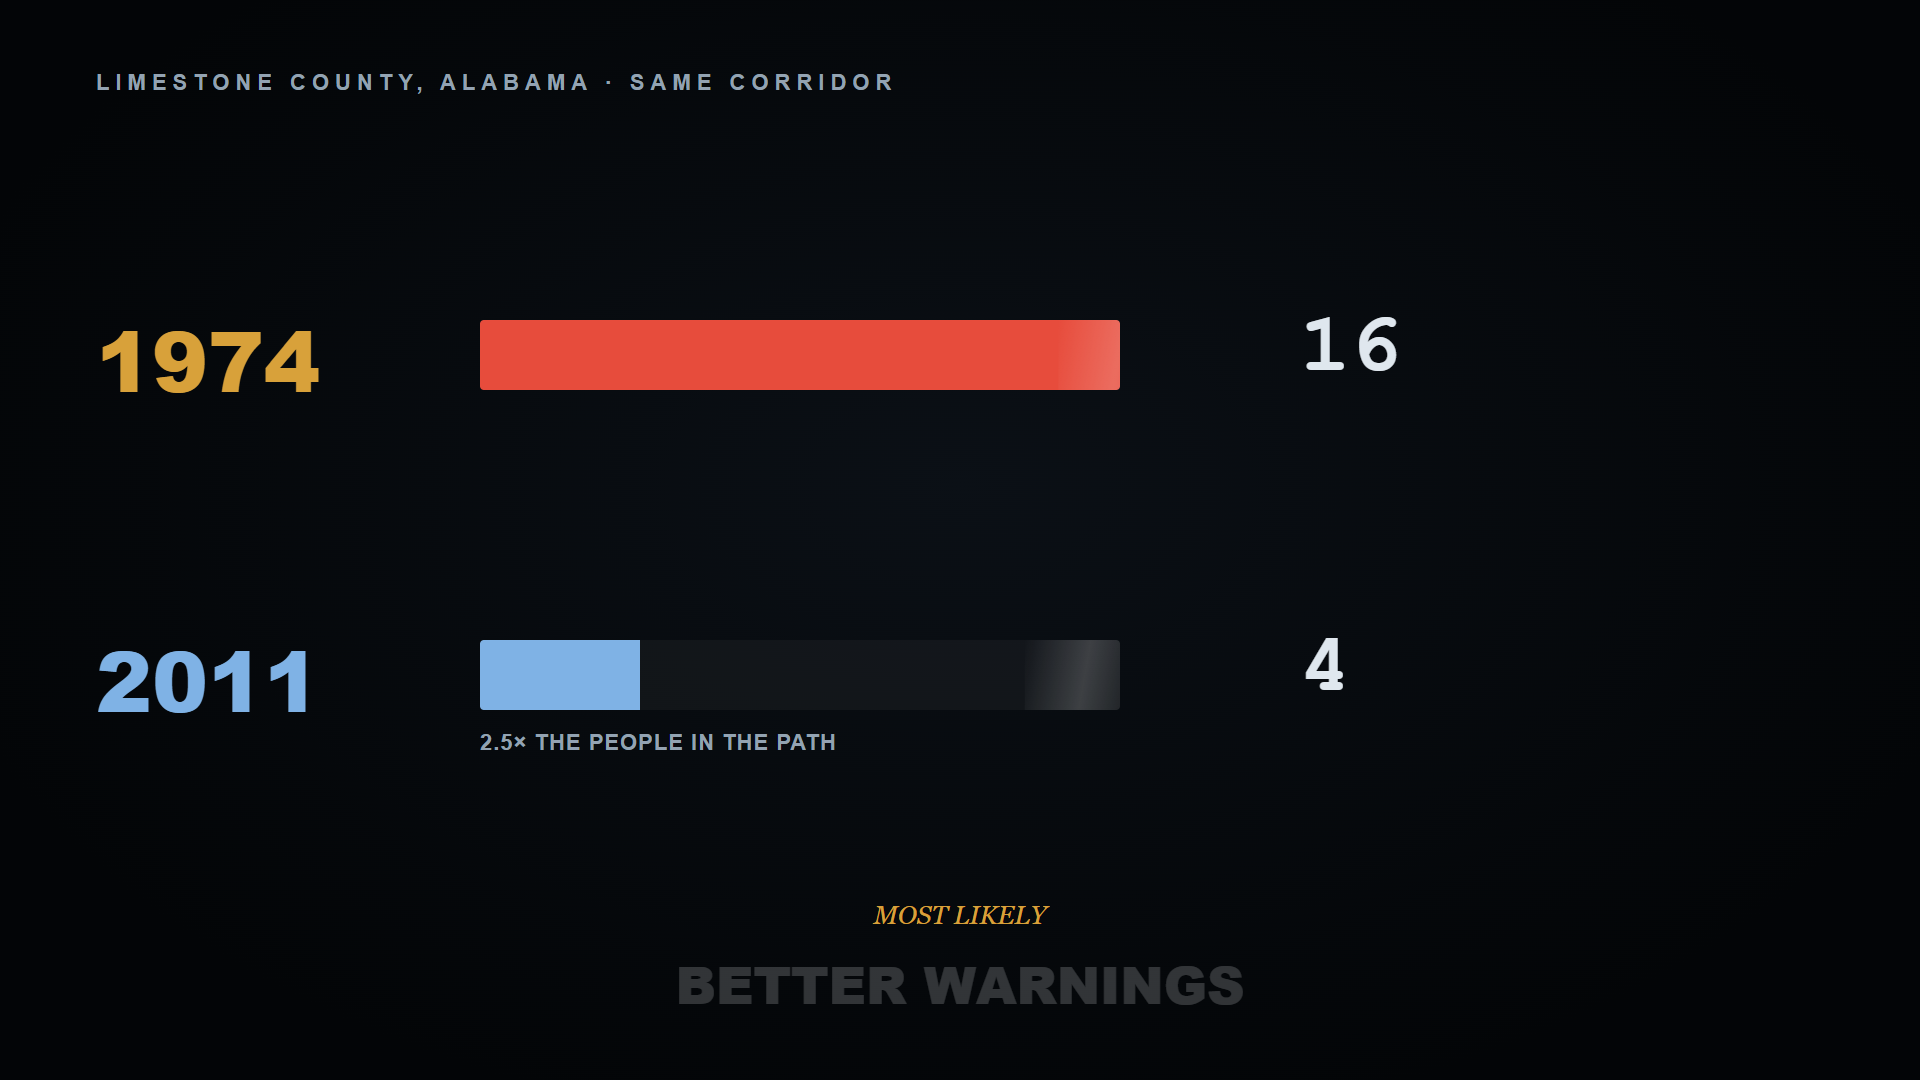 LIMESTONE COUNTY, ALABAMA · SAME CORRIDOR
1974
16
2011
4
2.5× THE PEOPLE IN THE PATH
MOST LIKELY
BETTER WARNINGS